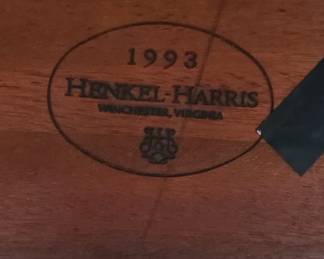 1993
HENKEL-HARRIS
WINCHESTER, VIRGINIA